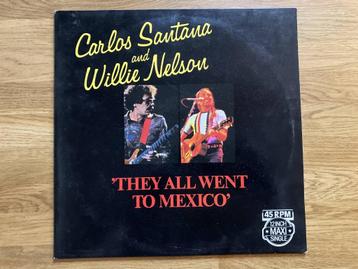 Carlos Santana
and
Willie Nelson
'THEY ALL WENT
TO MEXICO'
45 RPM
12 INCH
MAXI
SINGLE